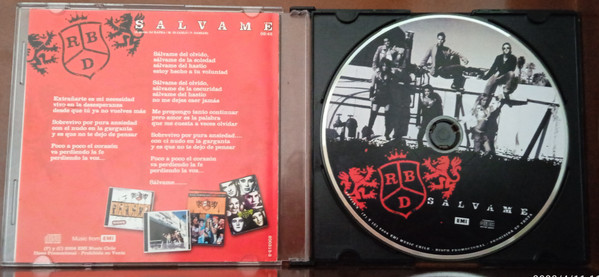 SALVAME
R B
D
Sálvame del olvido,
sálvame de la soledad
sálvame del hastío
estoy hecho a tu voluntad
Sálvame del olvido,
sálvame de la oscuridad
sálvame del hastío
no me dejes caer jamás
Extrañarte es mi necesidad
vivo en la desesperanza
desde que tú ya no vuelves más
Sobrevivo por pura ansiedad
con el nudo en la garganta
y es que no te dejo de pensar
Poco a poco el corazón
va perdiendo la fe
perdiendo la voz...
Me propongo tanto continuar
pero amor es la palabra
que me cuesta a veces olvidar
Sobrevivo por pura ansiedad...
con el nudo en la garganta
y es que no te dejo de pensar
Poco a poco el corazón
va perdiendo la fe
perdiendo la voz...
Sálvame......
Music from EMI
R B
D
SALVAME
EMI